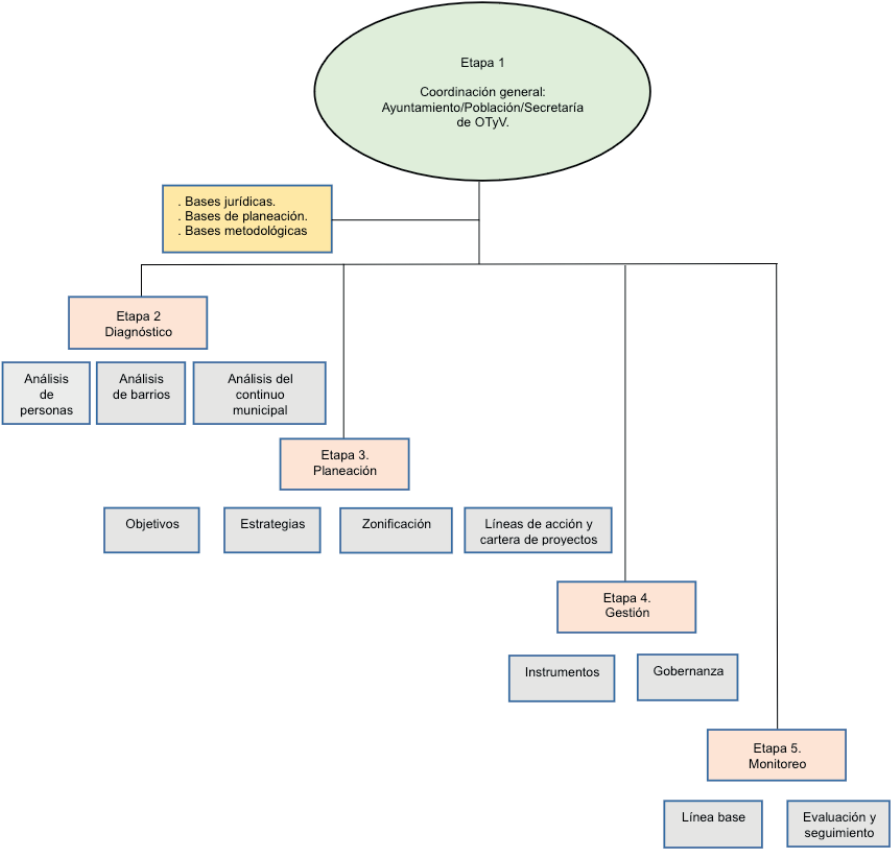 Etapa 1
Coordinación general:
Ayuntamiento/Población/Secretaría
de OTyV.
. Bases jurídicas.
. Bases de planeación.
. Bases metodológicas
Etapa 2
Diagnóstico
Análisis
de
personas
Análisis
de barrios
Análisis del
continuo
municipal
Etapa 3.
Planeación
Objetivos
Estrategias
Zonificación
Líneas de acción y
cartera de proyectos
Etapa 4.
Gestión
Instrumentos
Gobernanza
Etapa 5.
Monitoreo
Línea base
Evaluación y
seguimiento